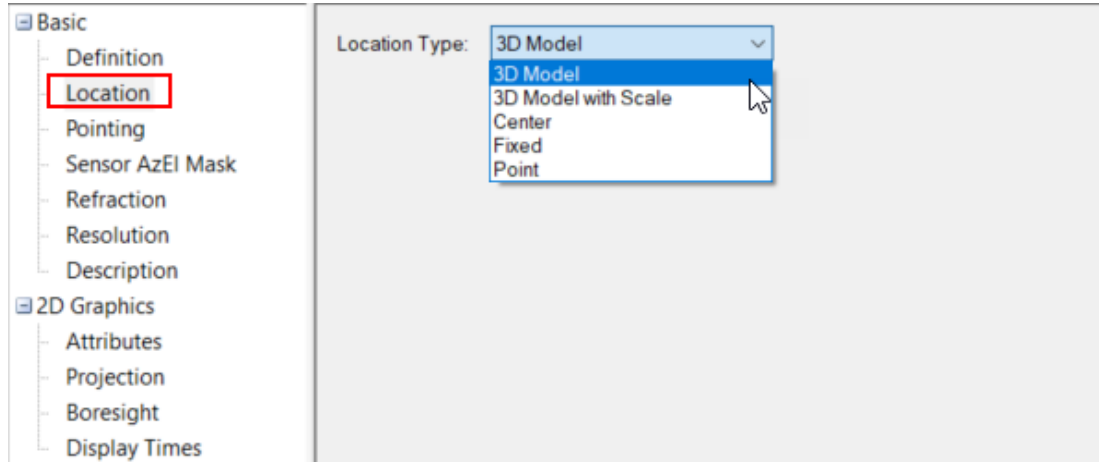 Basic
Definition
Location
Pointing
Sensor AzEl Mask
Refraction
Resolution
Description
2D Graphics
Attributes
Projection
Boresight
Display Times
Location Type: 3D Model
3D Model
3D Model with Scale
Center
Fixed
Point